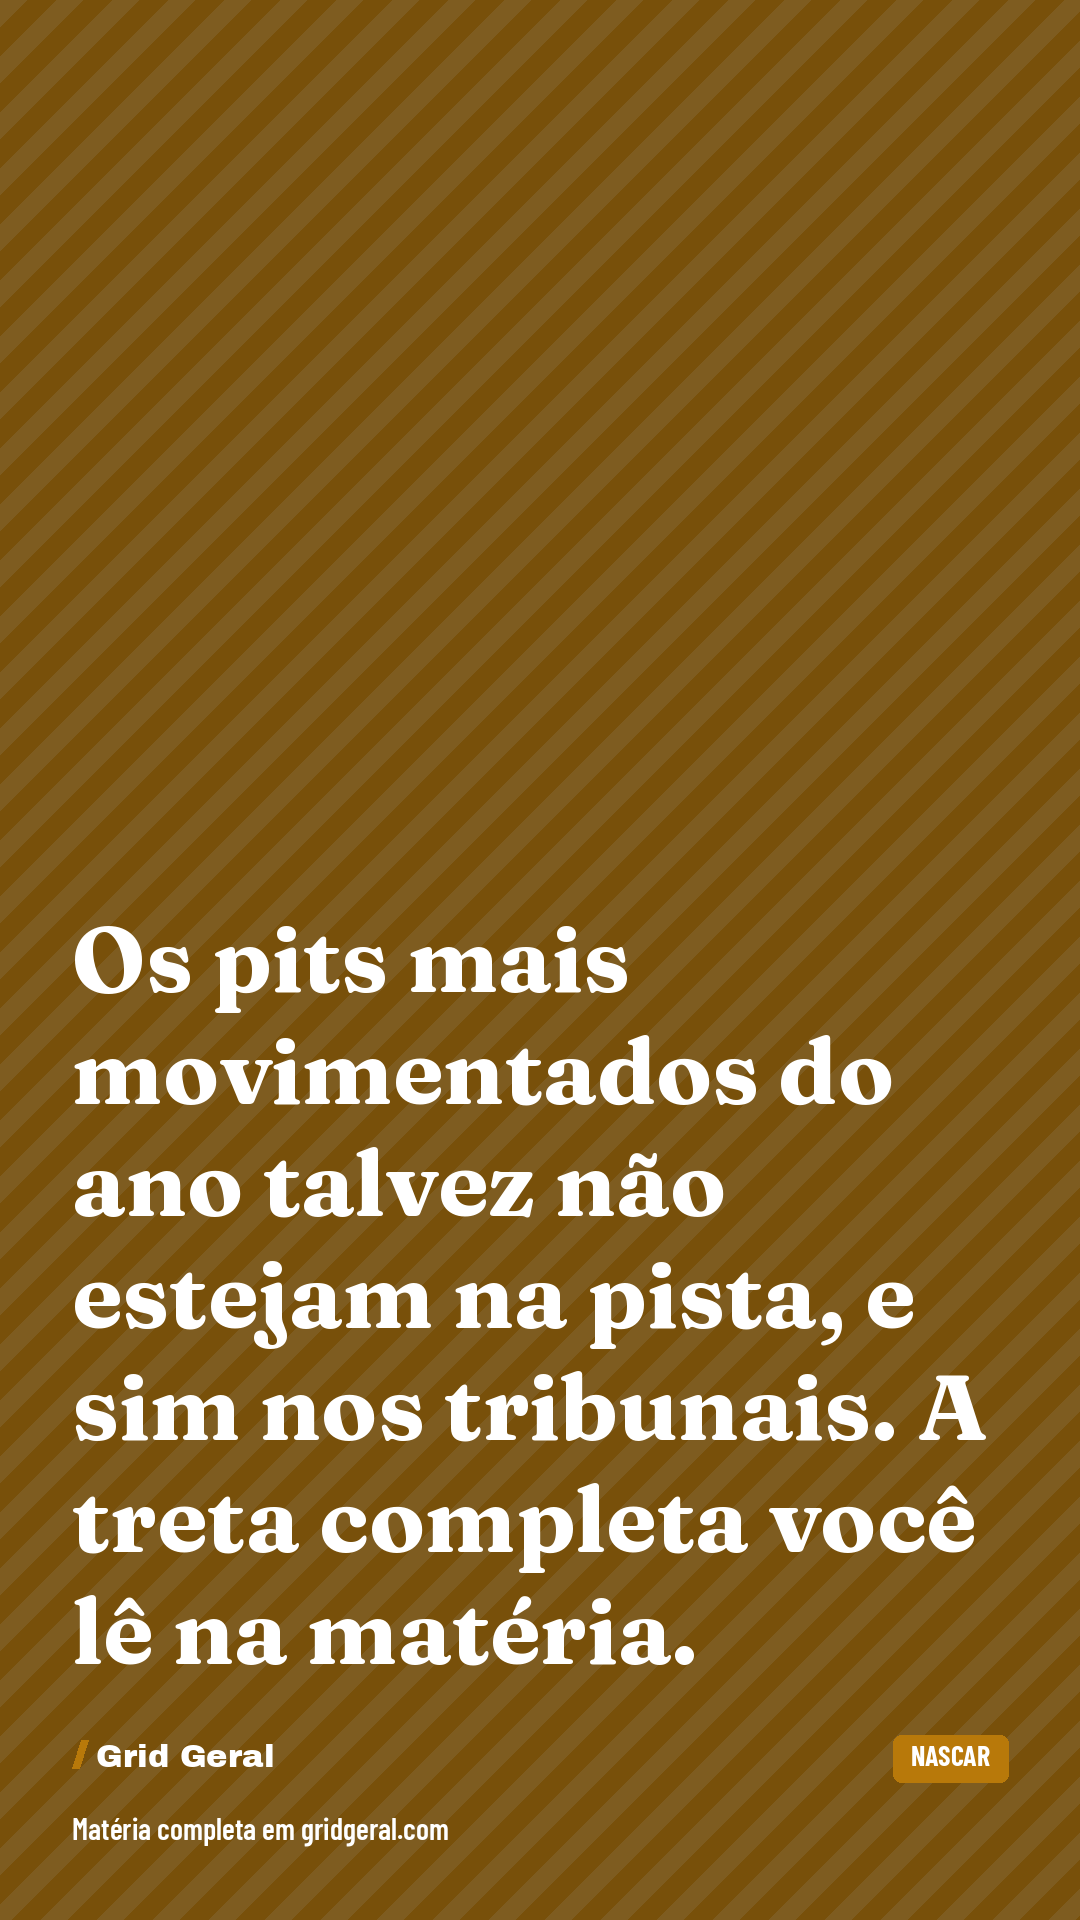 Os pits mais
movimentados do
ano talvez não
estejam na pista, e
sim nos tribunais. A
treta completa você
lê na matéria.
/ Grid Geral
NASCAR
Matéria completa em gridgeral.com